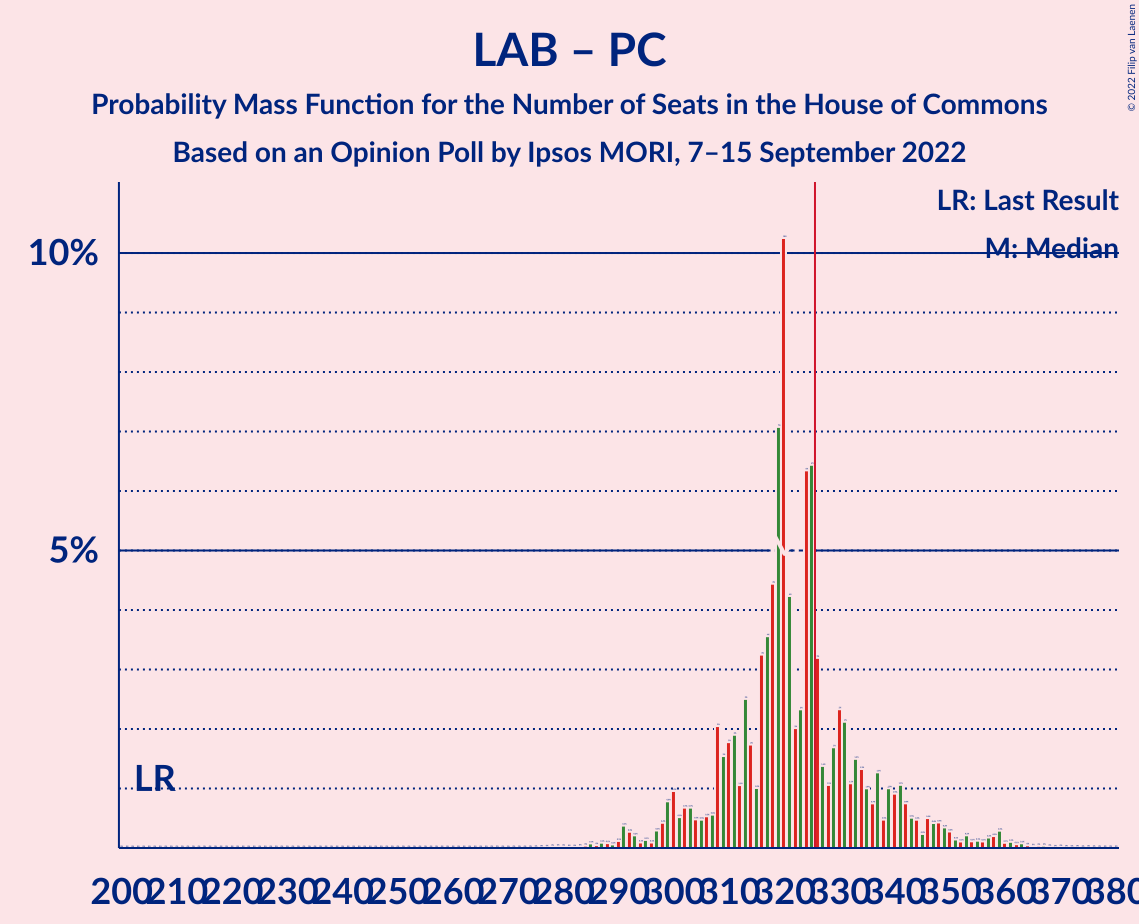 LAB – PC
Probability Mass Function for the Number of Seats in the House of Commons
Based on an Opinion Poll by Ipsos MORI, 7–15 September 2022
© 2022 Filip van Laenen
LR: Last Result
M: Median
10%
5%
LR
200 210 220 230 240 250 260 270 280 290 300 310 320 330 340 350 360 370 380